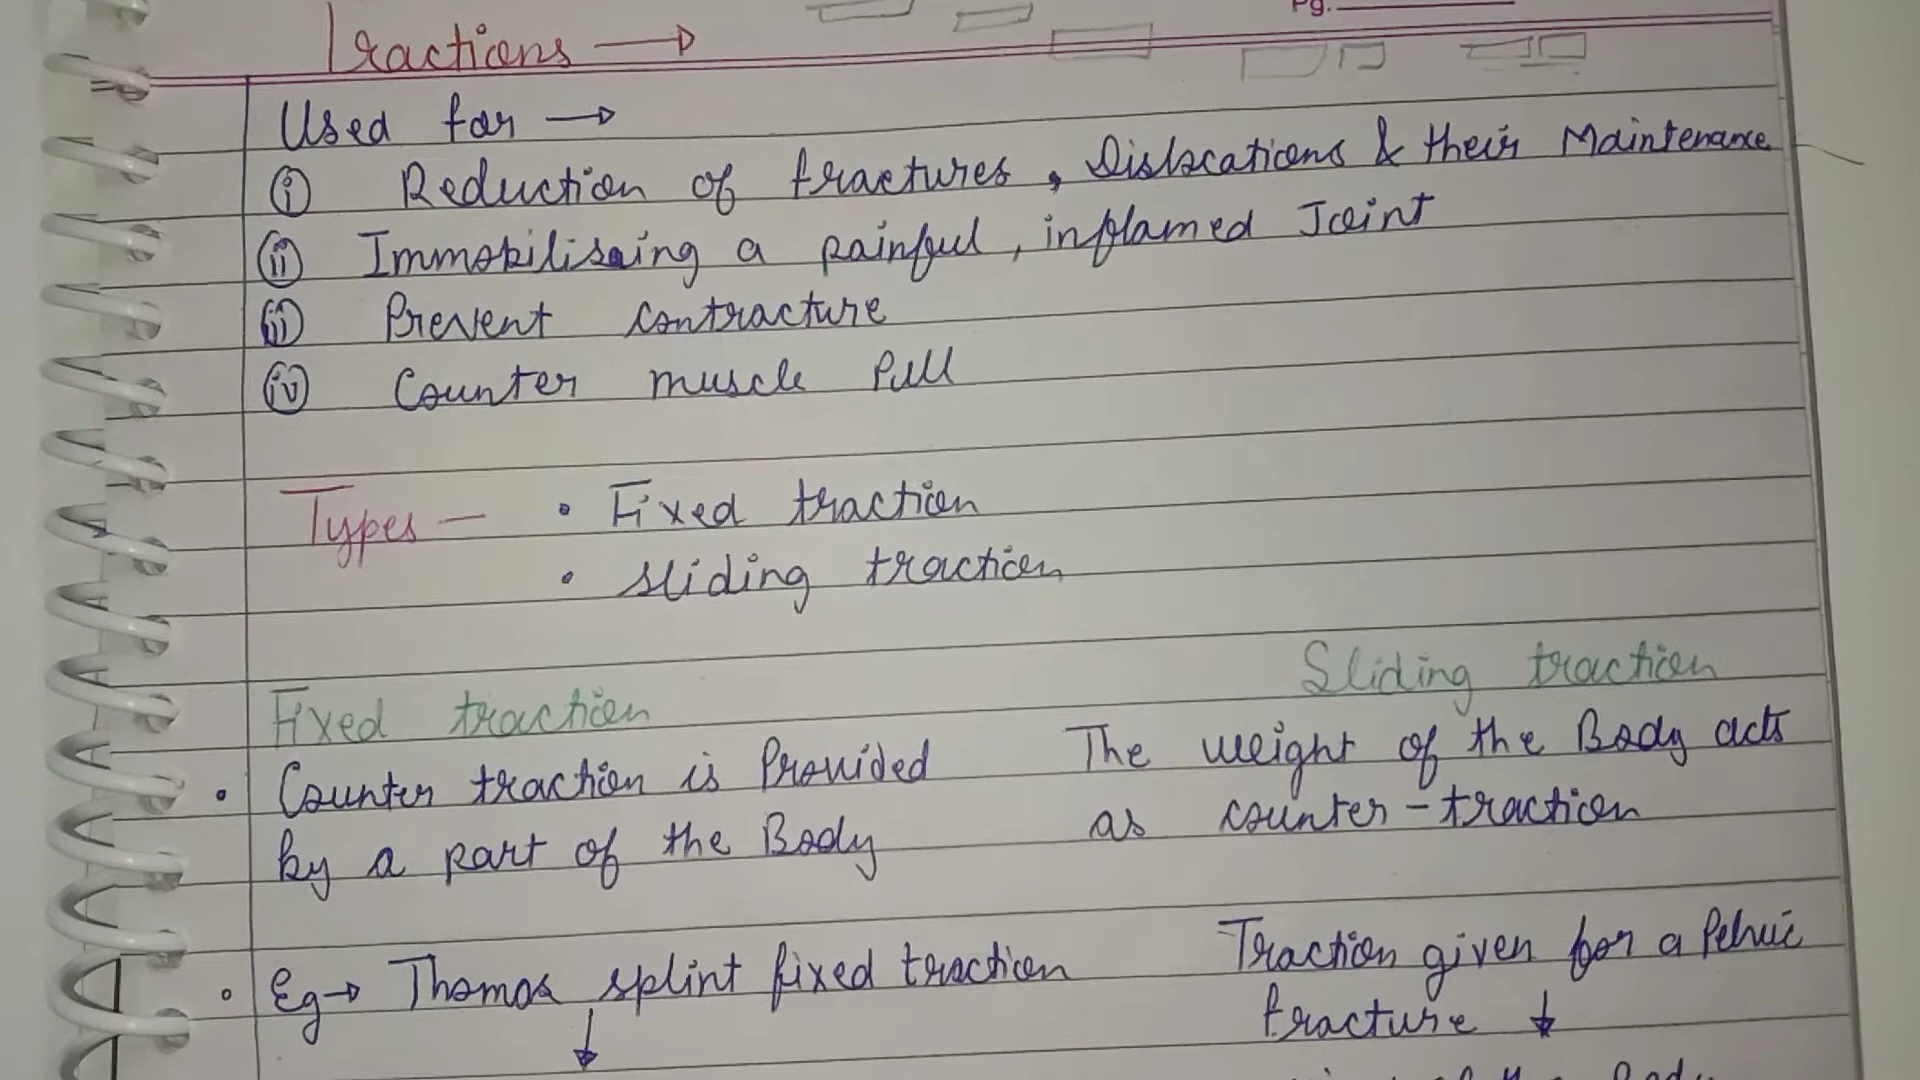 Pg.
Tractions →
Used for →
(i) Reduction of fractures, Dislocations & their Maintenance
(ii) Immobilising a painful, inflamed Joint
(iii) Prevent contracture
(iv) Counter muscle Pull
Types — • Fixed traction
• sliding traction
Fixed traction Sliding traction
• Counter traction is Provided The weight of the Body acts
by a part of the Body as counter-traction
• Eg→ Thomas splint fixed traction Traction given for a Pelvic
↓ fracture ↓
Body